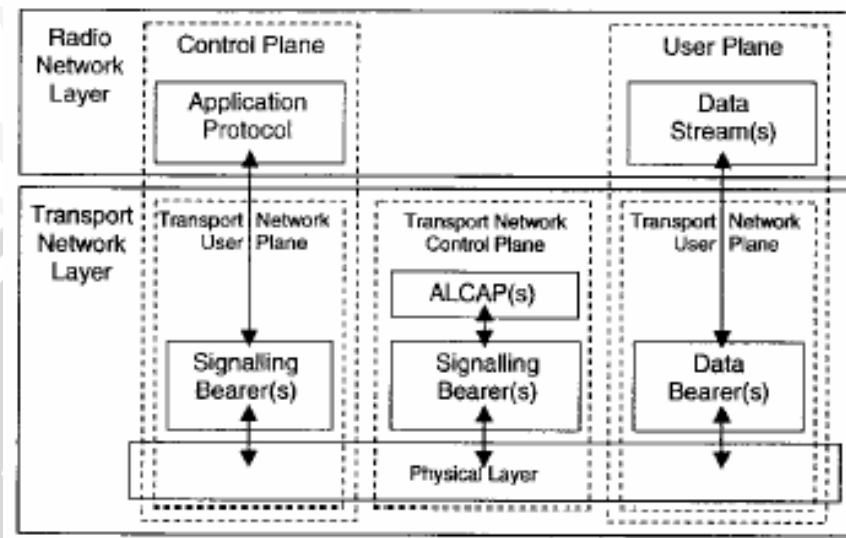 Radio
Network
Layer
Control Plane
User Plane
Application
Protocol
Data
Stream(s)
Transport
Network
Layer
Transport Network
User Plane
Transport Network
Control Plane
Transport Network
User Plane
ALCAP(s)
Signalling
Bearer(s)
Signalling
Bearer(s)
Data
Bearer(s)
Physical Layer